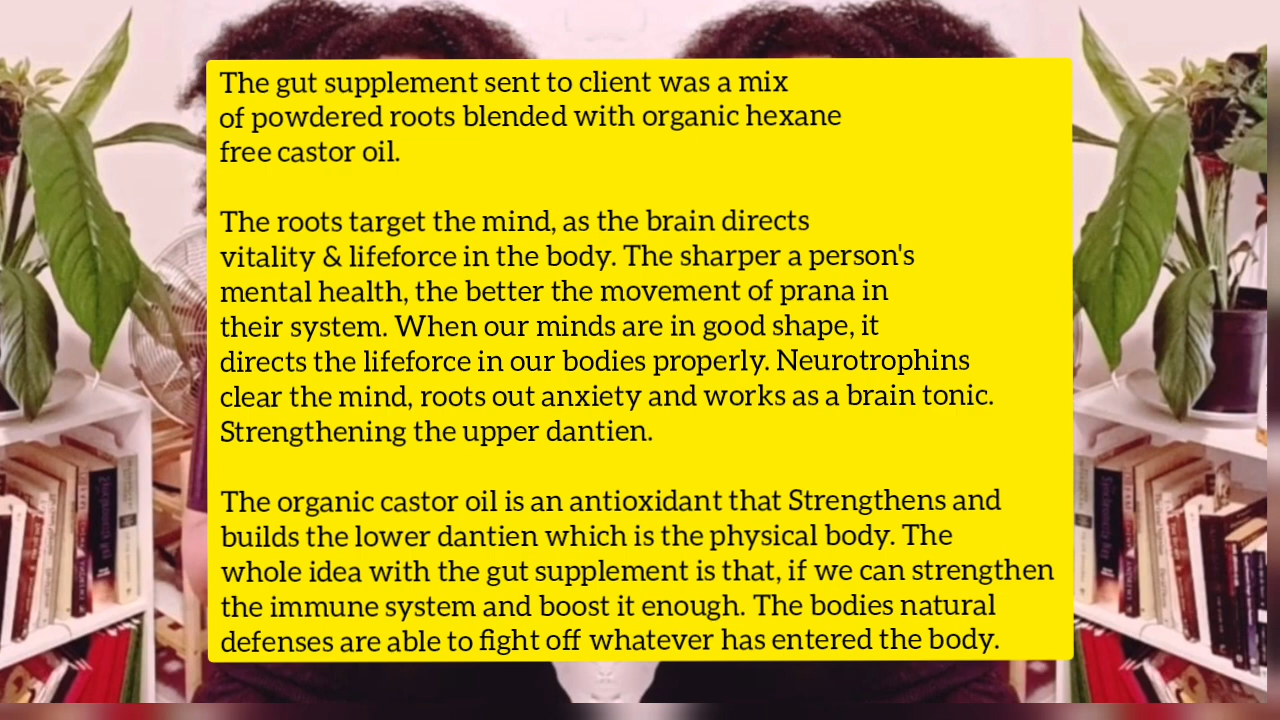 The gut supplement sent to client was a mix
of powdered roots blended with organic hexane
free castor oil.
The roots target the mind, as the brain directs
vitality & lifeforce in the body. The sharper a person's
mental health, the better the movement of prana in
their system. When our minds are in good shape, it
directs the lifeforce in our bodies properly. Neurotrophins
clear the mind, roots out anxiety and works as a brain tonic.
Strengthening the upper dantien.
The organic castor oil is an antioxidant that Strengthens and
builds the lower dantien which is the physical body. The
whole idea with the gut supplement is that, if we can strengthen
the immune system and boost it enough. The bodies natural
defenses are able to fight off whatever has entered the body.